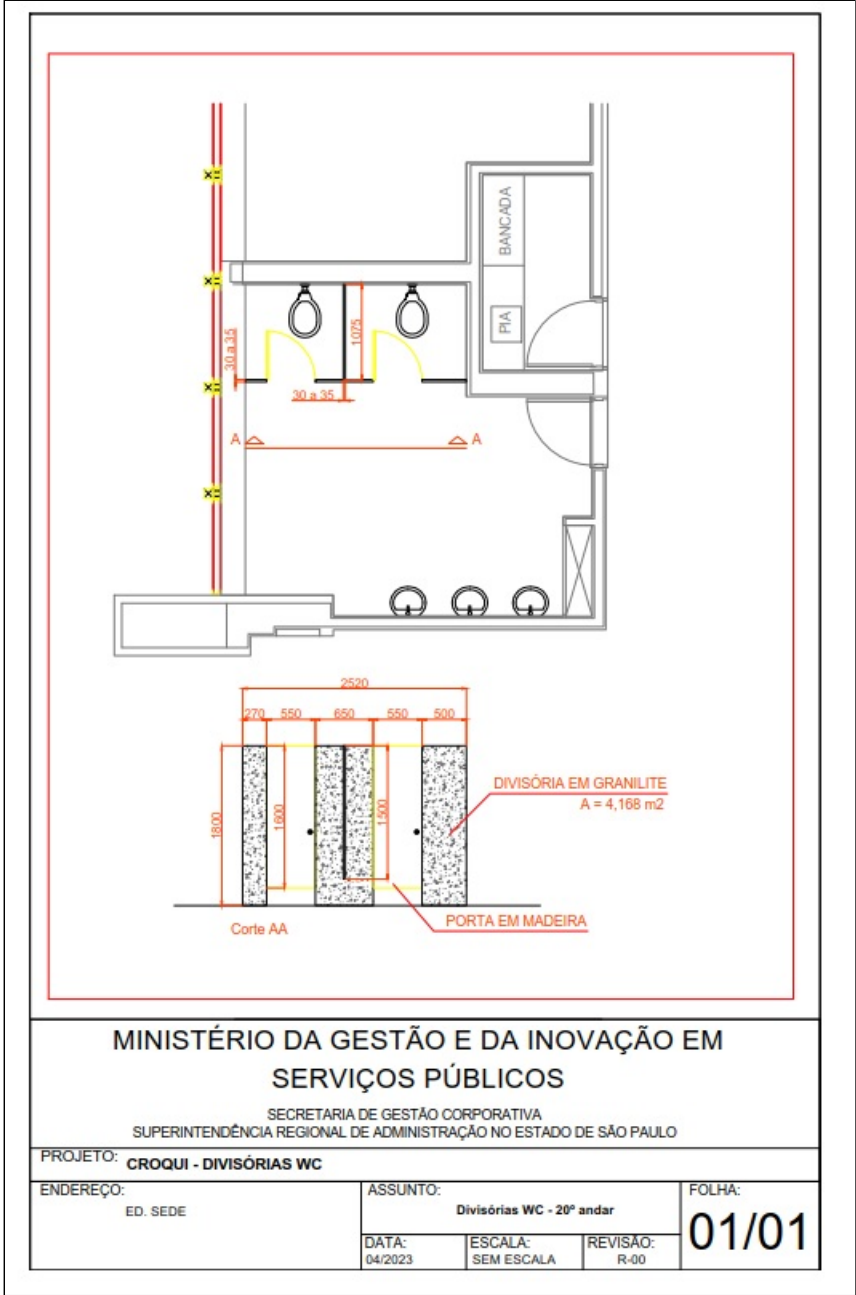 BANCADA
PIA
1075
30 a 35
30 a 35
A
A
2520
270 550 650 550 500
1800
1600
1500
DIVISÓRIA EM GRANILITE
A = 4,168 m2
PORTA EM MADEIRA
Corte AA
MINISTÉRIO DA GESTÃO E DA INOVAÇÃO EM
SERVIÇOS PÚBLICOS
SECRETARIA DE GESTÃO CORPORATIVA
SUPERINTENDÊNCIA REGIONAL DE ADMINISTRAÇÃO NO ESTADO DE SÃO PAULO
PROJETO: CROQUI - DIVISÓRIAS WC
ENDEREÇO:
ED. SEDE
ASSUNTO:
Divisórias WC - 20º andar
DATA:
04/2023
ESCALA:
SEM ESCALA
REVISÃO:
R-00
FOLHA:
01/01